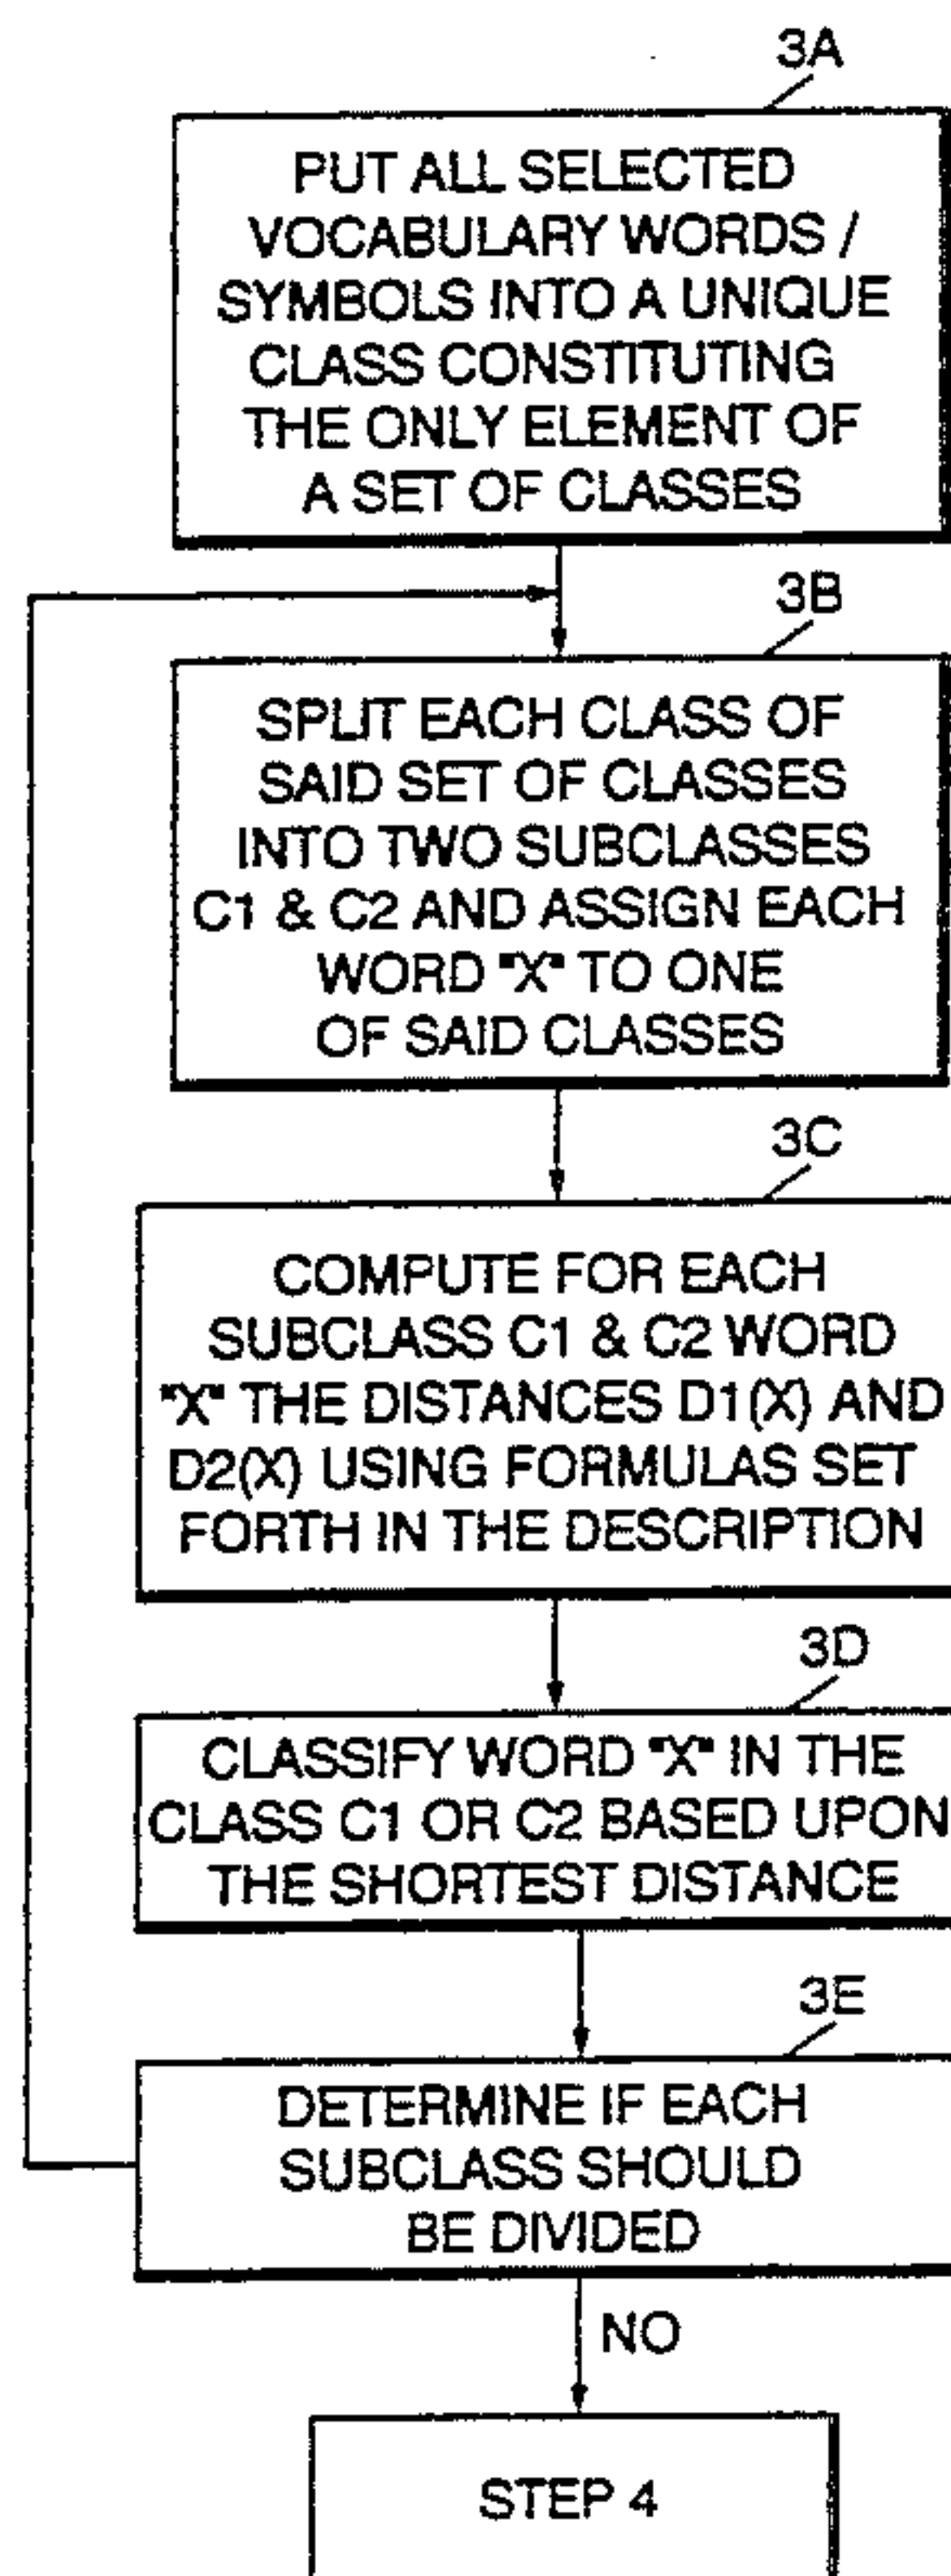 3A
PUT ALL SELECTED
VOCABULARY WORDS /
SYMBOLS INTO A UNIQUE
CLASS CONSTITUTING
THE ONLY ELEMENT OF
A SET OF CLASSES
3B
SPLIT EACH CLASS OF
SAID SET OF CLASSES
INTO TWO SUBCLASSES
C1 & C2 AND ASSIGN EACH
WORD "X" TO ONE
OF SAID CLASSES
3C
COMPUTE FOR EACH
SUBCLASS C1 & C2 WORD
"X" THE DISTANCES D1(X) AND
D2(X) USING FORMULAS SET
FORTH IN THE DESCRIPTION
3D
CLASSIFY WORD "X" IN THE
CLASS C1 OR C2 BASED UPON
THE SHORTEST DISTANCE
3E
DETERMINE IF EACH
SUBCLASS SHOULD
BE DIVIDED
NO
STEP 4